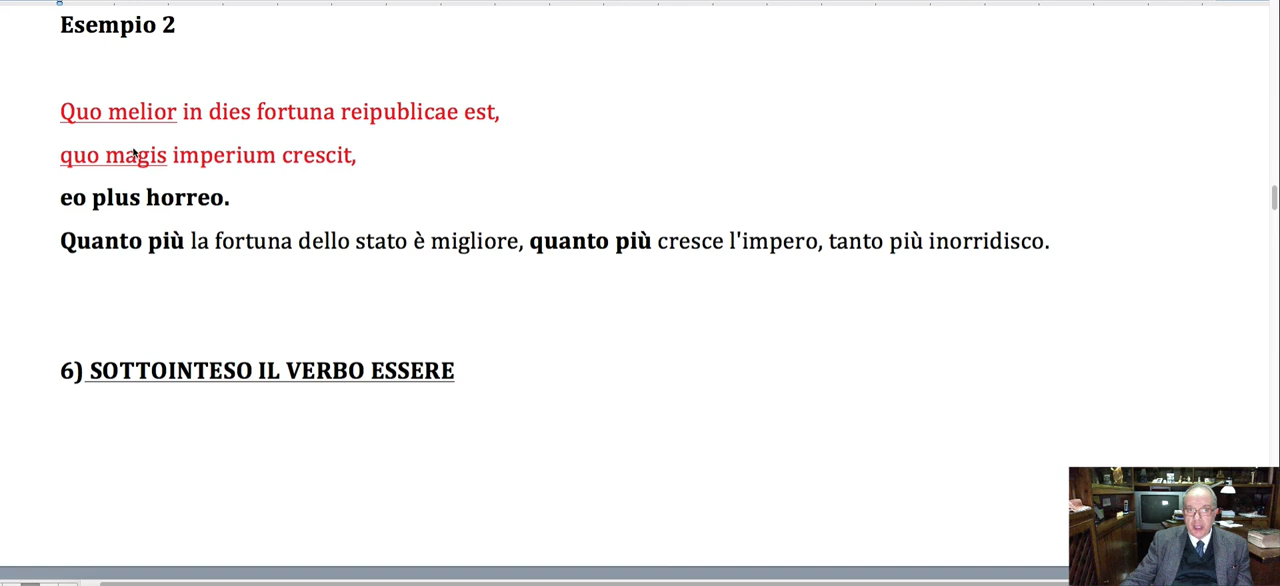 Esempio 2
Quo melior in dies fortuna reipublicae est,
quo magis imperium crescit,
eo plus horreo.
Quanto più la fortuna dello stato è migliore, quanto più cresce l'impero, tanto più inorridisco.
6) SOTTOINTESO IL VERBO ESSERE